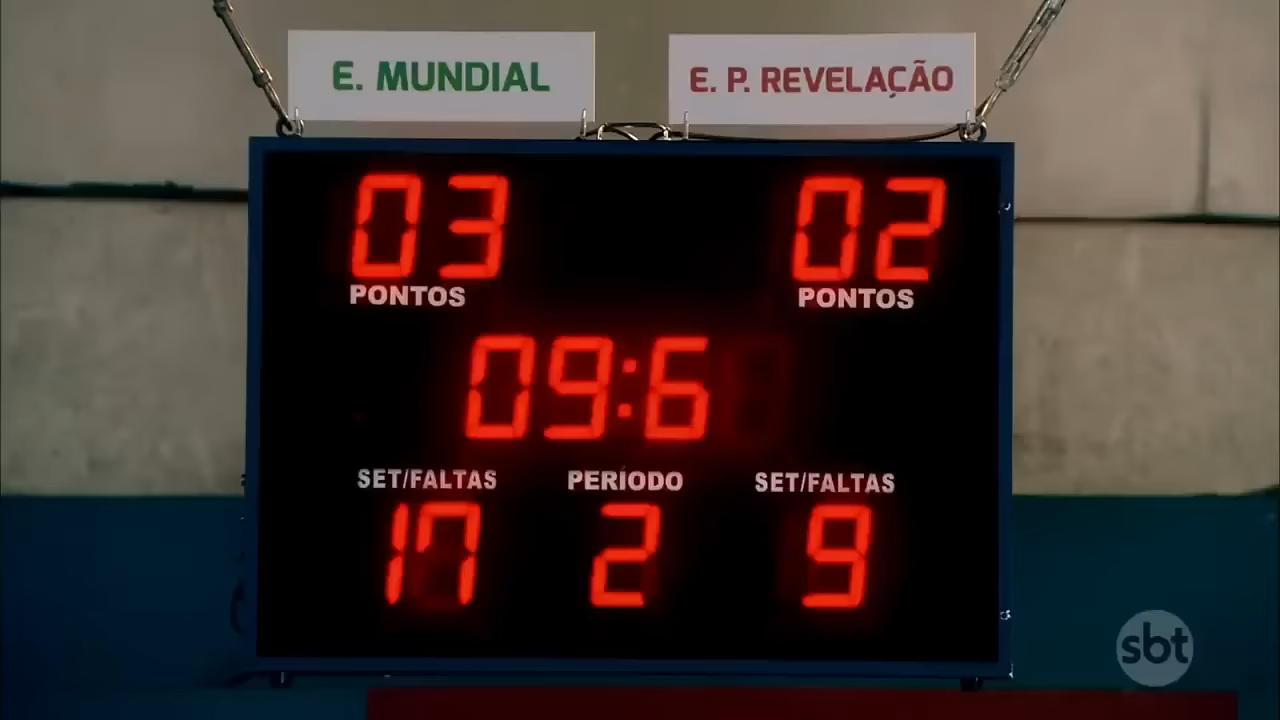 E. MUNDIAL
E. P. REVELAÇÃO
03
02
PONTOS
PONTOS
09:6
SET/FALTAS
PERÍODO
SET/FALTAS
17
2
9
sbt